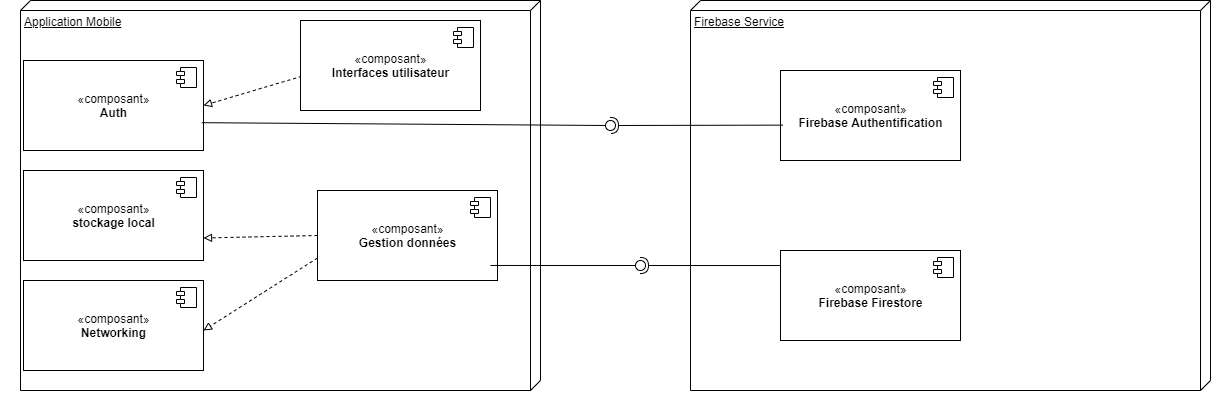 Application Mobile
«composant»
Interfaces utilisateur
«composant»
Auth
«composant»
stockage local
«composant»
Gestion données
«composant»
Networking
Firebase Service
«composant»
Firebase Authentification
«composant»
Firebase Firestore